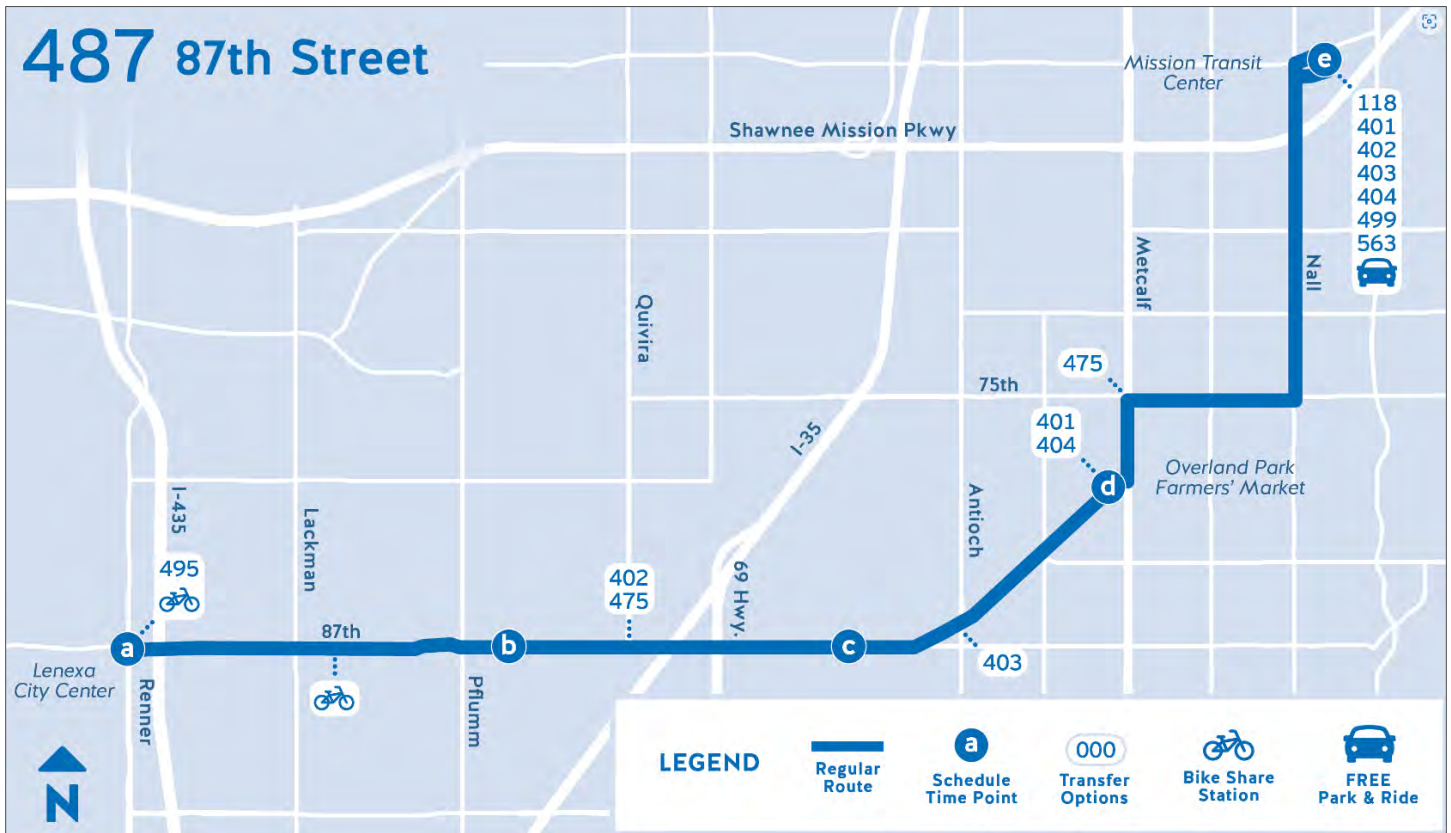 487 87th Street
Mission Transit
Center
e
118
401
402
403
404
499
563
Shawnee Mission Pkwy
Metcalf
Nall
Quivira
475
75th
401
404
I-35
d
Overland Park
Farmers' Market
I-435
Lackman
Antioch
495
402
475
69 Hwy.
a
87th
b
c
403
Lenexa
City Center
Renner
Pflumm
N
LEGEND
Regular
Route
a
Schedule
Time Point
000
Transfer
Options
Bike Share
Station
FREE
Park & Ride